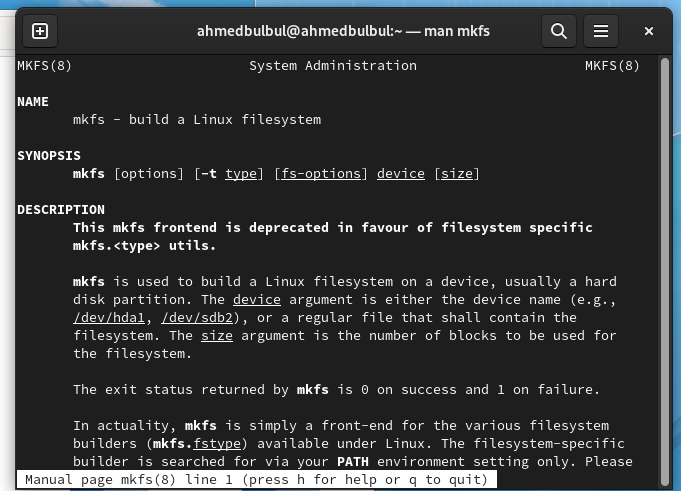 ahmedbulbul@ahmedbulbul:~ — man mkfs
MKFS(8) System Administration MKFS(8)
NAME
mkfs - build a Linux filesystem
SYNOPSIS
mkfs [options] [-t type] [fs-options] device [size]
DESCRIPTION
This mkfs frontend is deprecated in favour of filesystem specific
mkfs.<type> utils.
mkfs is used to build a Linux filesystem on a device, usually a hard
disk partition. The device argument is either the device name (e.g.,
/dev/hda1, /dev/sdb2), or a regular file that shall contain the
filesystem. The size argument is the number of blocks to be used for
the filesystem.
The exit status returned by mkfs is 0 on success and 1 on failure.
In actuality, mkfs is simply a front-end for the various filesystem
builders (mkfs.fstype) available under Linux. The filesystem-specific
builder is searched for via your PATH environment setting only. Please
Manual page mkfs(8) line 1 (press h for help or q to quit)